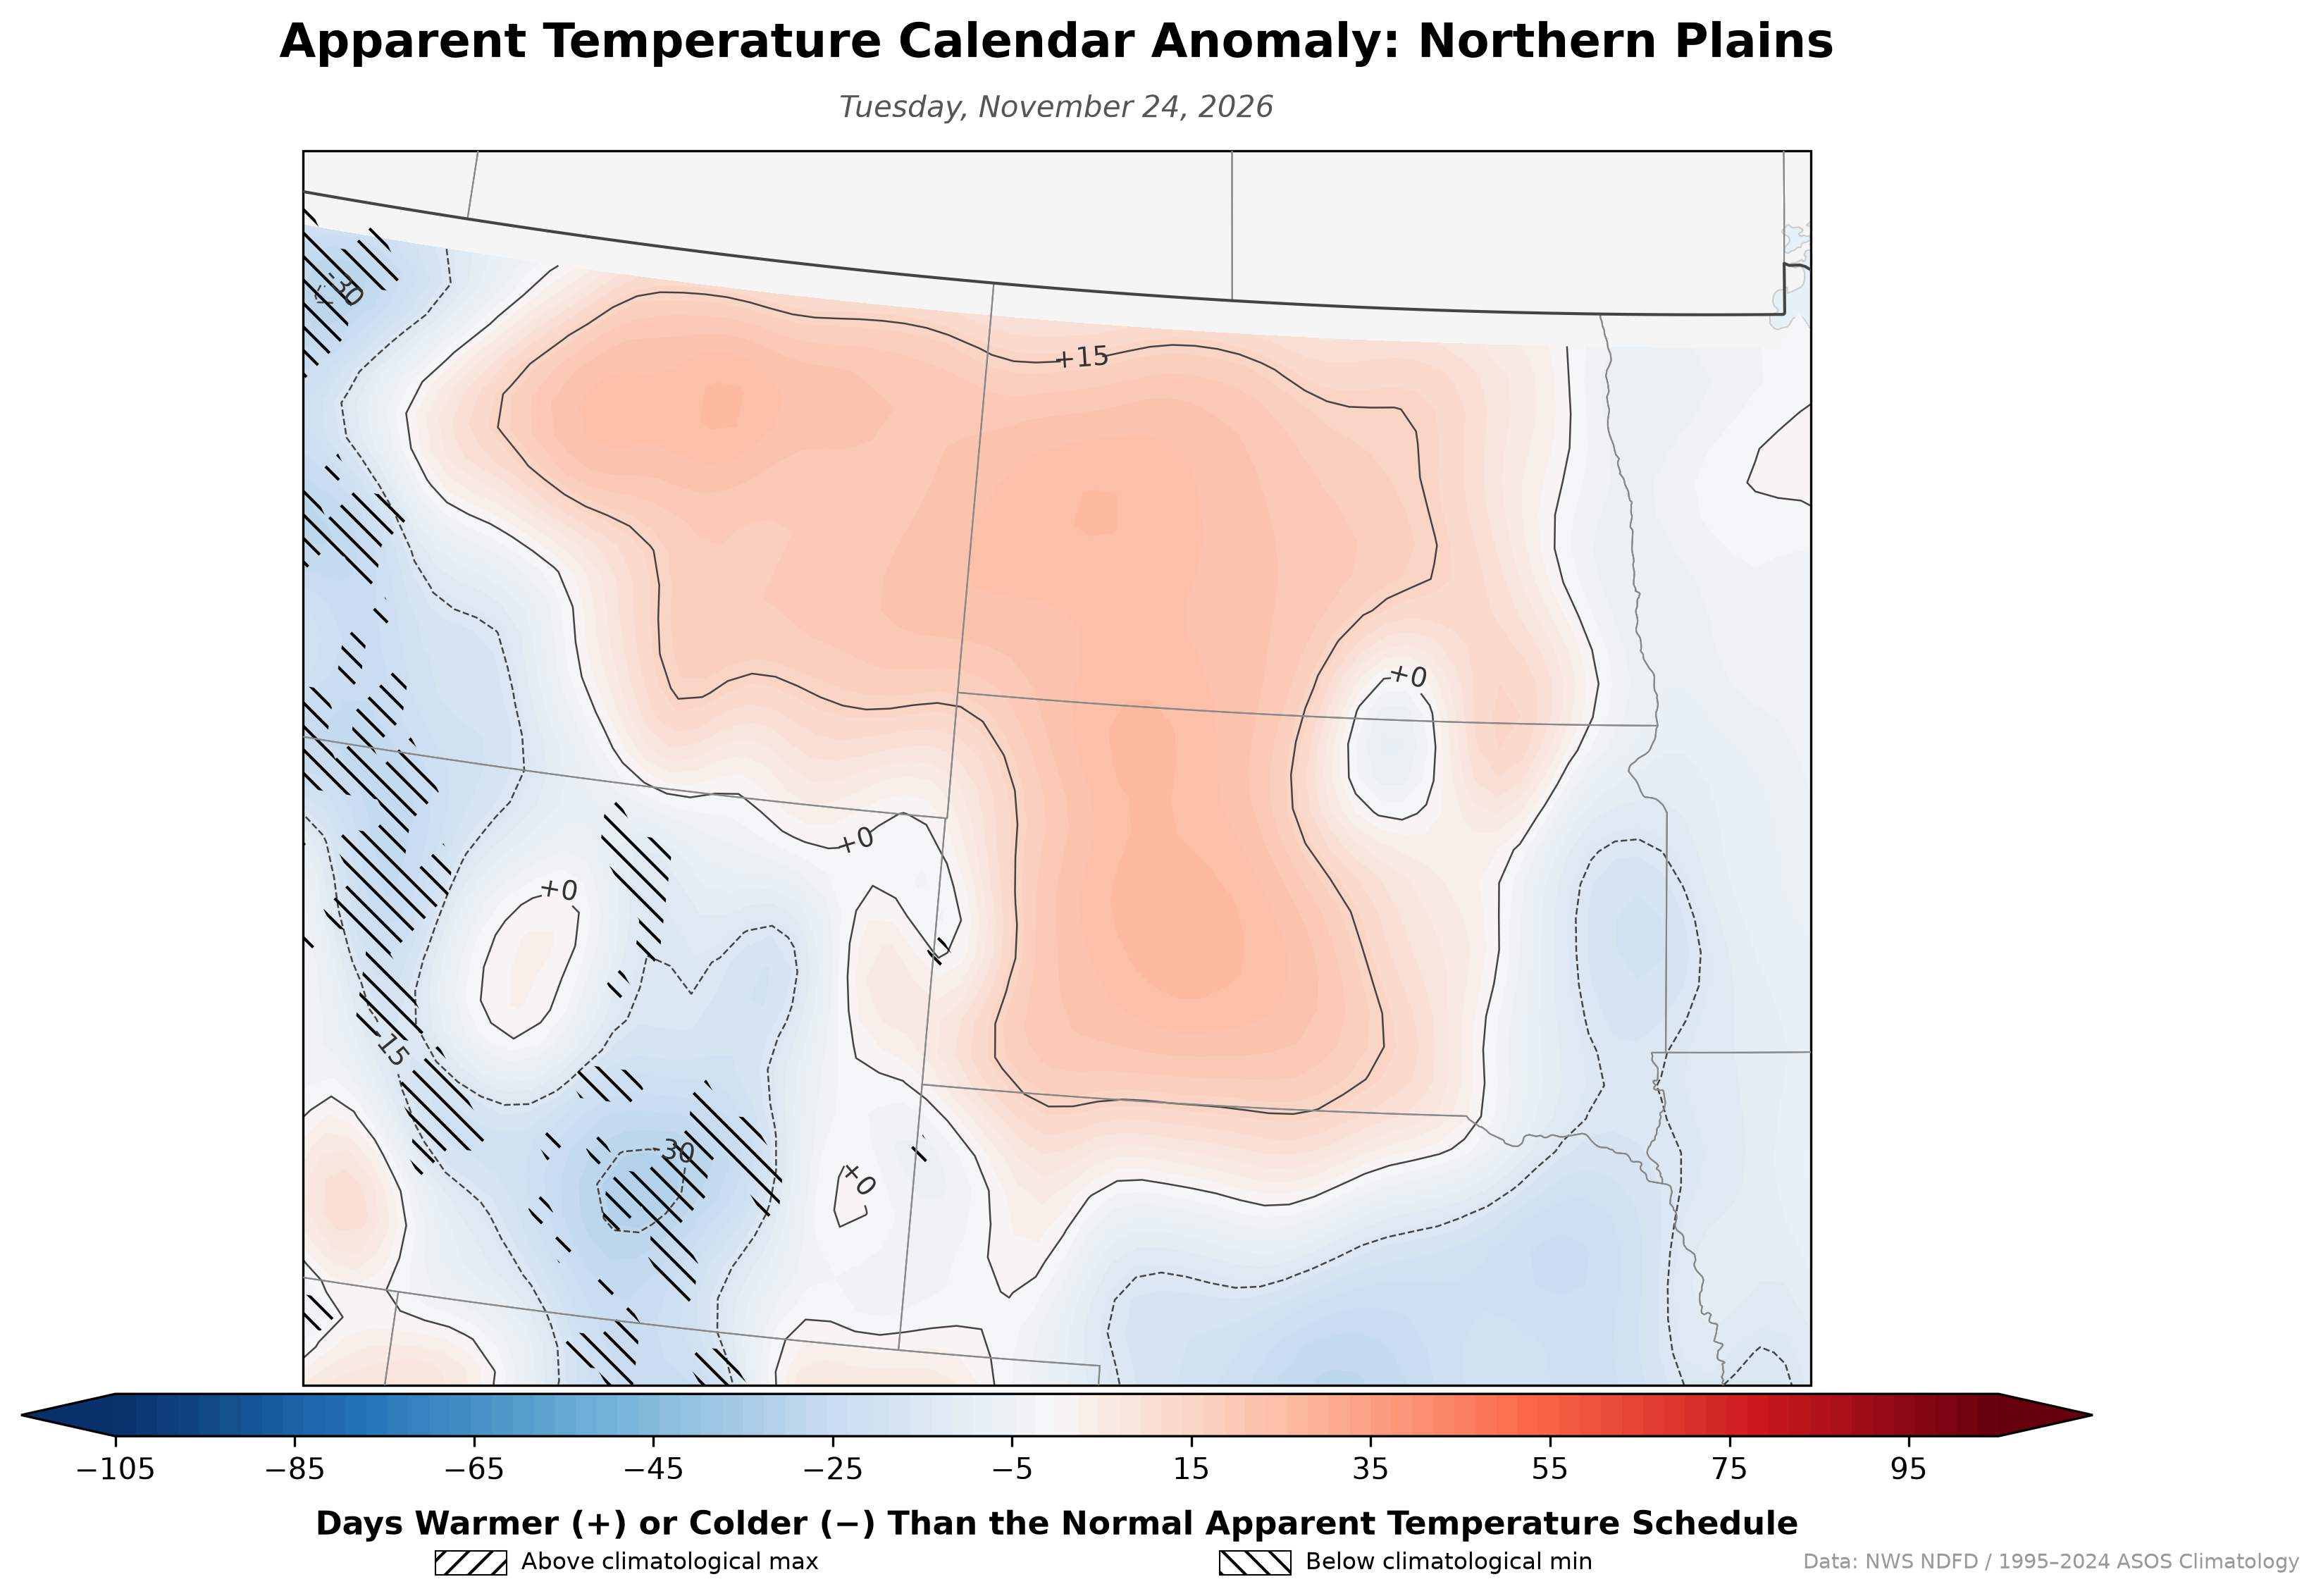 Apparent Temperature Calendar Anomaly: Northern Plains
Tuesday, November 24, 2026
-30
+15
+0
+0
+0
-15
-30
+0
−105 −85 −65 −45 −25 −5 15 35 55 75 95
Days Warmer (+) or Colder (−) Than the Normal Apparent Temperature Schedule
Above climatological max
Below climatological min
Data: NWS NDFD / 1995–2024 ASOS Climatology